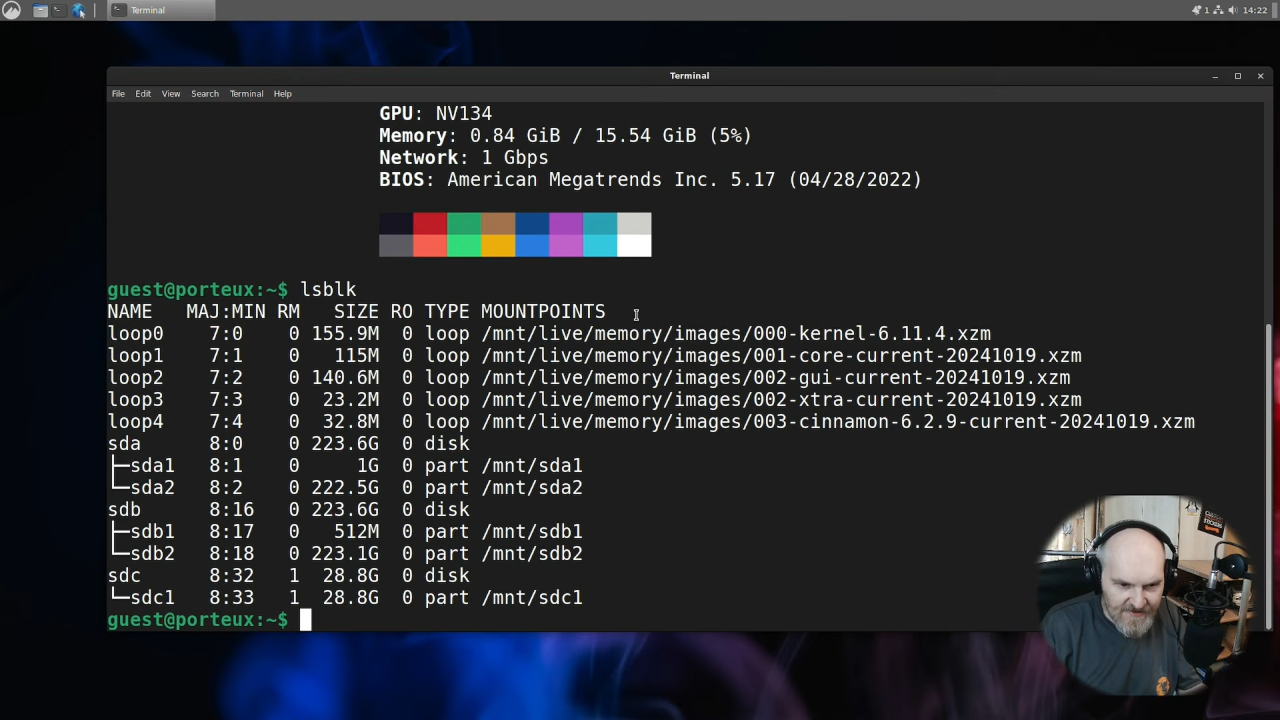 Terminal
1
14:22
Terminal
File Edit View Search Terminal Help
GPU: NV134
Memory: 0.84 GiB / 15.54 GiB (5%)
Network: 1 Gbps
BIOS: American Megatrends Inc. 5.17 (04/28/2022)
guest@porteux:~$ lsblk
NAME MAJ:MIN RM SIZE RO TYPE MOUNTPOINTS
loop0 7:0 0 155.9M 0 loop /mnt/live/memory/images/000-kernel-6.11.4.xzm
loop1 7:1 0 115M 0 loop /mnt/live/memory/images/001-core-current-20241019.xzm
loop2 7:2 0 140.6M 0 loop /mnt/live/memory/images/002-gui-current-20241019.xzm
loop3 7:3 0 23.2M 0 loop /mnt/live/memory/images/002-xtra-current-20241019.xzm
loop4 7:4 0 32.8M 0 loop /mnt/live/memory/images/003-cinnamon-6.2.9-current-20241019.xzm
sda 8:0 0 223.6G 0 disk
├─sda1 8:1 0 1G 0 part /mnt/sda1
└─sda2 8:2 0 222.5G 0 part /mnt/sda2
sdb 8:16 0 223.6G 0 disk
├─sdb1 8:17 0 512M 0 part /mnt/sdb1
└─sdb2 8:18 0 223.1G 0 part /mnt/sdb2
sdc 8:32 1 28.8G 0 disk
└─sdc1 8:33 1 28.8G 0 part /mnt/sdc1
guest@porteux:~$